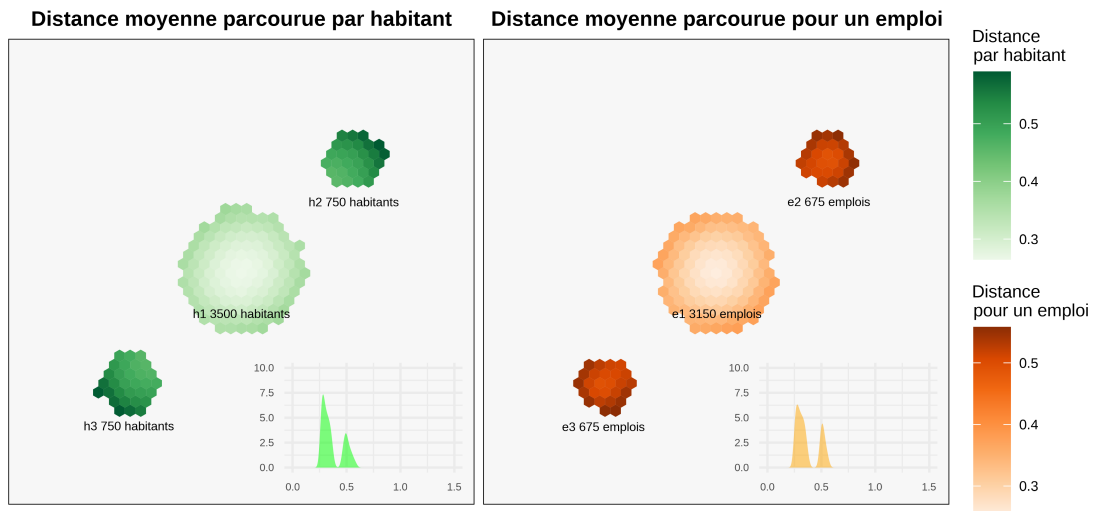 Distance moyenne parcourue par habitant
h2 750 habitants
h1 3500 habitants
h3 750 habitants
10.0
7.5
5.0
2.5
0.0
0.0 0.5 1.0 1.5
Distance moyenne parcourue pour un emploi
e2 675 emplois
e1 3150 emplois
e3 675 emplois
10.0
7.5
5.0
2.5
0.0
0.0 0.5 1.0 1.5
Distance
par habitant
0.5
0.4
0.3
Distance
pour un emploi
0.5
0.4
0.3